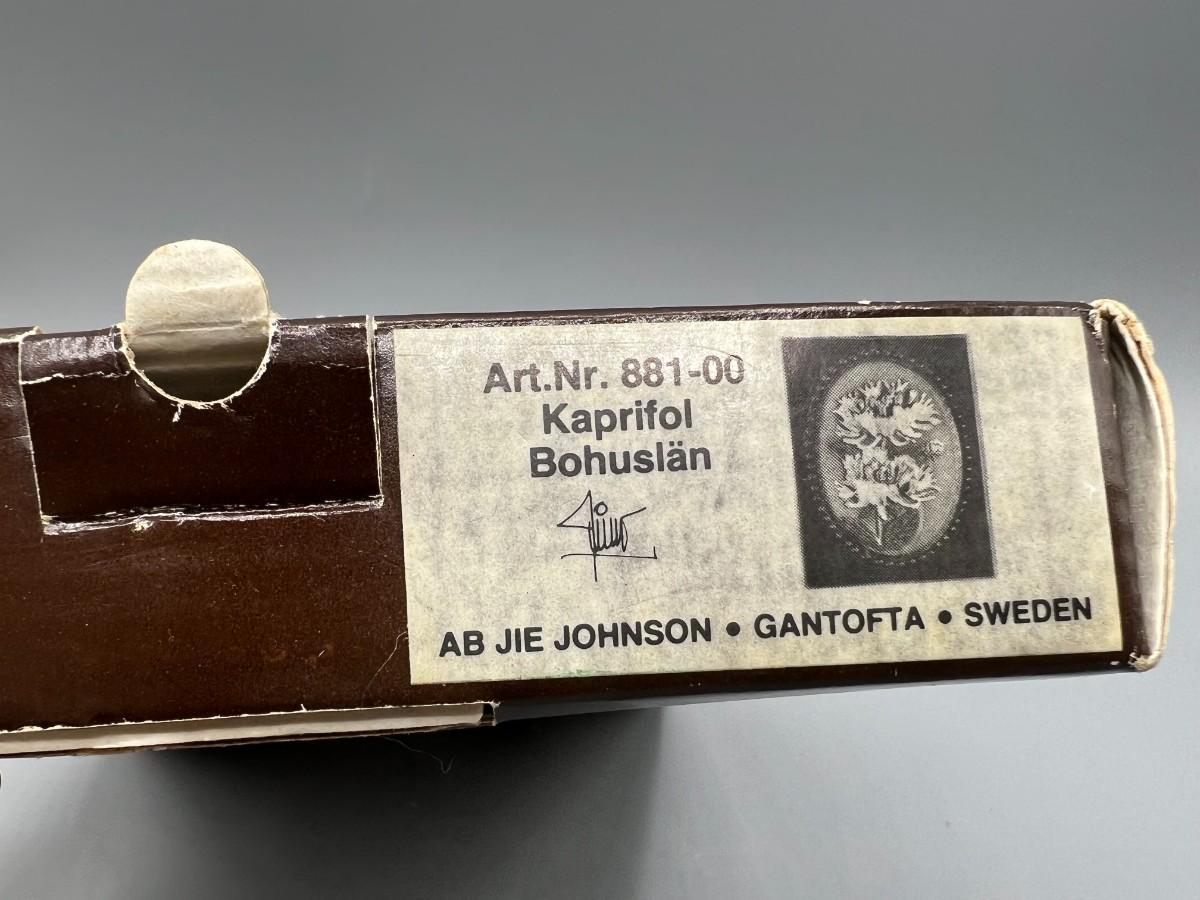 Art.Nr. 881-00
Kaprifol
Bohuslän
AB JIE JOHNSON • GANTOFTA • SWEDEN